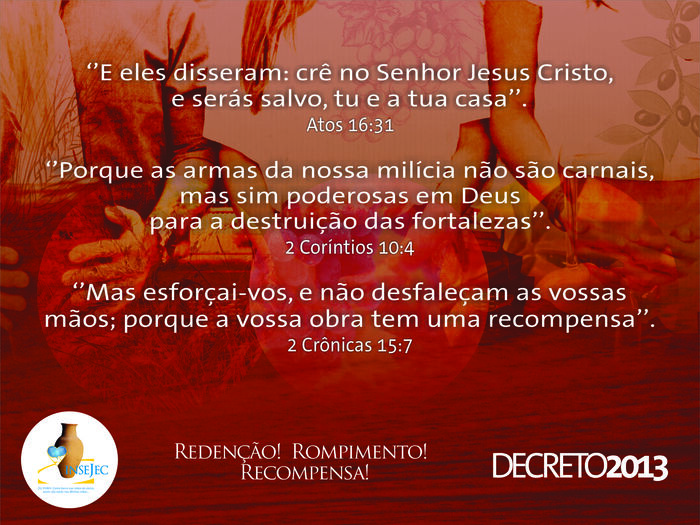 ‘’E eles disseram: crê no Senhor Jesus Cristo,
e serás salvo, tu e a tua casa’’.
Atos 16:31
‘’Porque as armas da nossa milícia não são carnais,
mas sim poderosas em Deus
para a destruição das fortalezas’’.
2 Coríntios 10:4
‘’Mas esforçai-vos, e não desfaleçam as vossas
mãos; porque a vossa obra tem uma recompensa’’.
2 Crônicas 15:7
INSEJEC
REDENÇÃO! ROMPIMENTO!
RECOMPENSA!
DECRETO2013